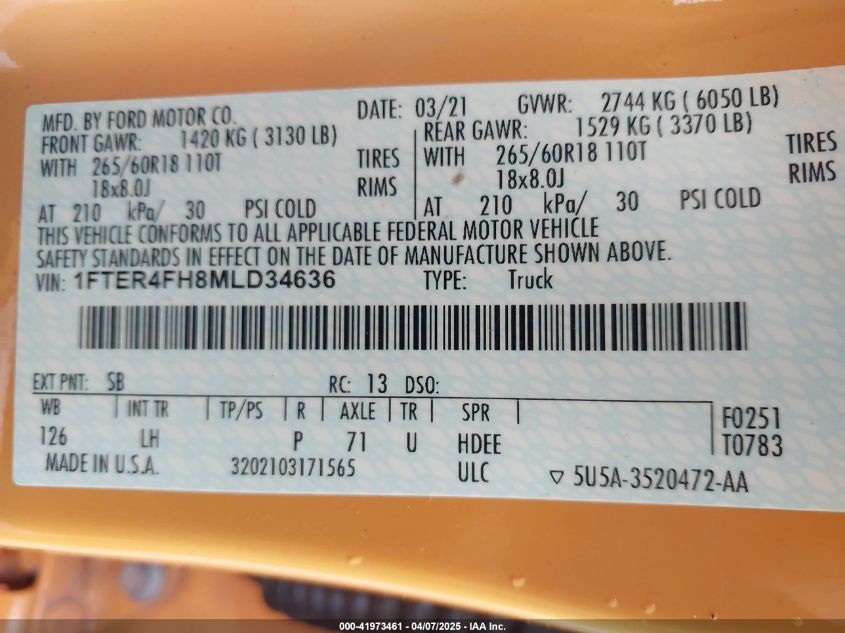 MFD. BY FORD MOTOR CO. DATE: 03/21 GVWR: 2744 KG ( 6050 LB)
FRONT GAWR: 1420 KG ( 3130 LB) REAR GAWR: 1529 KG ( 3370 LB)
WITH 265/60R18 110T TIRES WITH 265/60R18 110T TIRES
18x8.0J RIMS 18x8.0J RIMS
AT 210 kPa/ 30 PSI COLD AT 210 kPa/ 30 PSI COLD
THIS VEHICLE CONFORMS TO ALL APPLICABLE FEDERAL MOTOR VEHICLE
SAFETY STANDARDS IN EFFECT ON THE DATE OF MANUFACTURE SHOWN ABOVE.
VIN: 1FTER4FH8MLD34636 TYPE: Truck
EXT PNT: SB RC: 13 DSO:
WB INT TR TP/PS R AXLE TR SPR F0251
126 LH P 71 U HDEE T0783
MADE IN U.S.A. 3202103171565 ULC ▽ 5U5A-3520472-AA
000-41973461 - 04/07/2025 - IAA Inc.